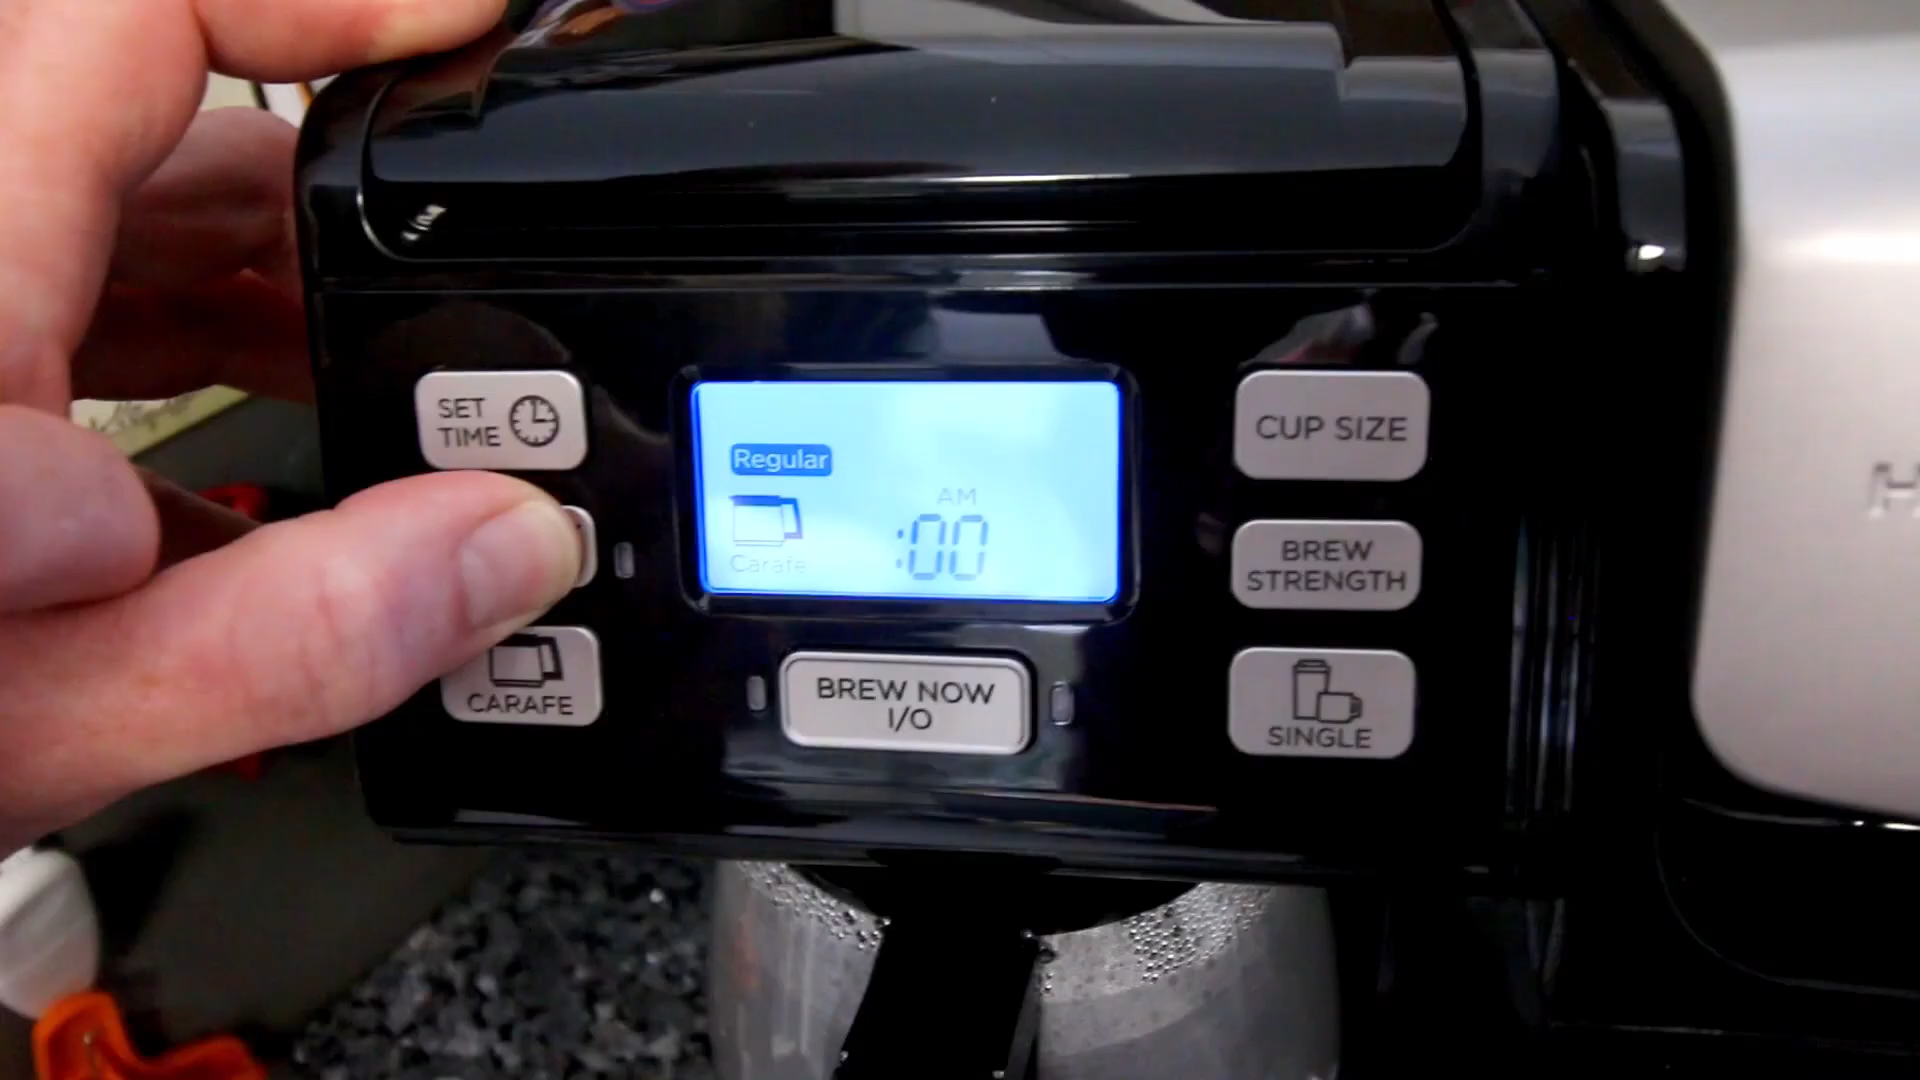 SET
TIME
Regular
AM
:00
Carafe
CUP SIZE
BREW
STRENGTH
CARAFE
BREW NOW
I/O
SINGLE
H